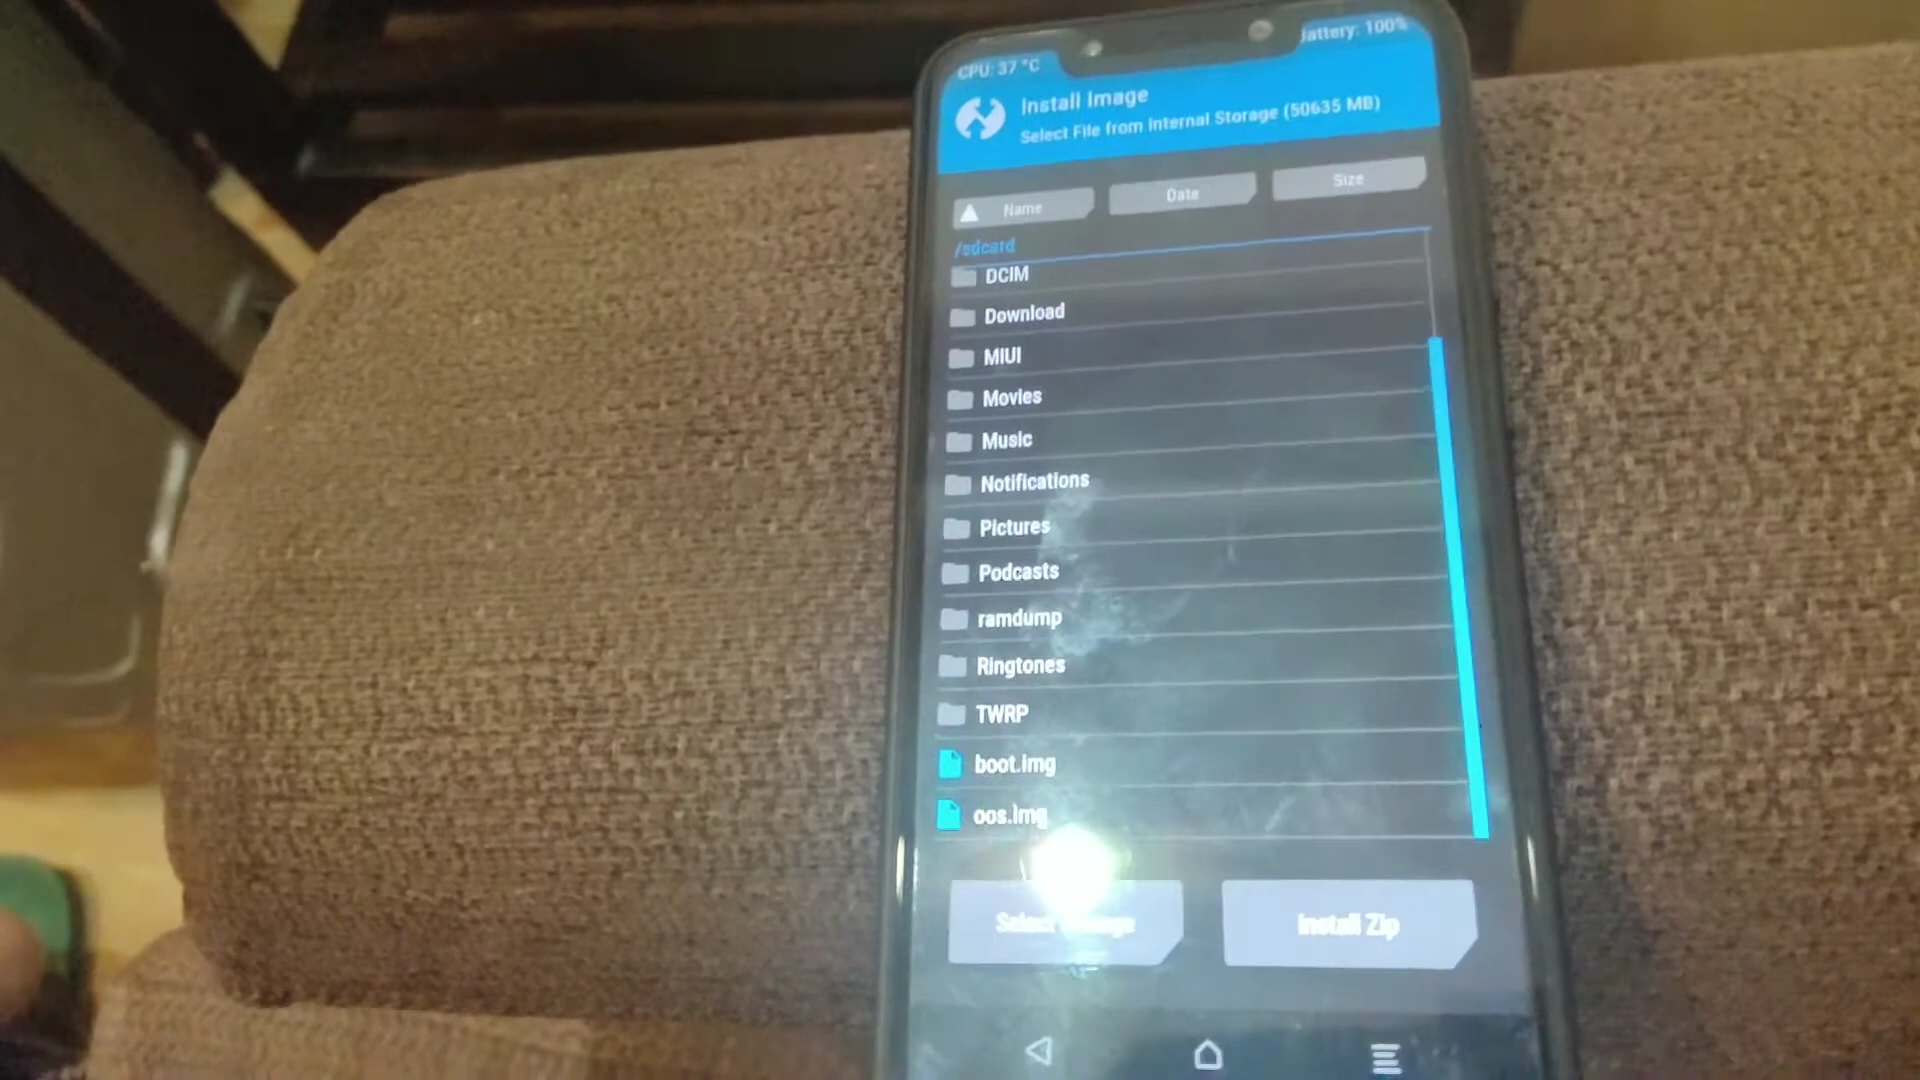 CPU: 37 °C
Battery: 100%
Install Image
Select File from Internal Storage (50635 MB)
Name
Date
Size
/sdcard
DCIM
Download
MIUI
Movies
Music
Notifications
Pictures
Podcasts
ramdump
Ringtones
TWRP
boot.img
oos.img
Select
Install Zip